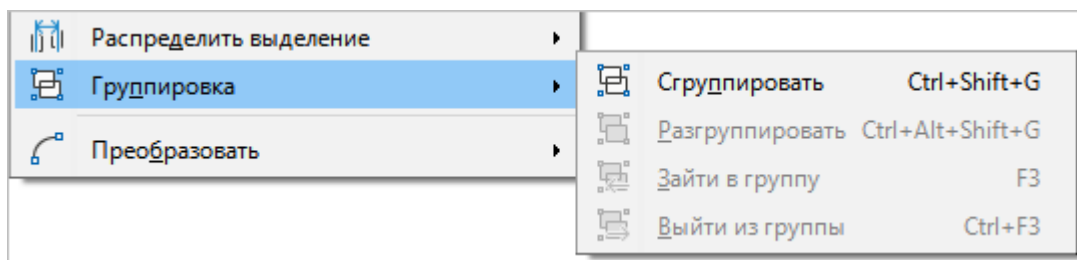 Распределить выделение
Группировка
Преобразовать
Сгруппировать Ctrl+Shift+G
Разгруппировать Ctrl+Alt+Shift+G
Зайти в группу F3
Выйти из группы Ctrl+F3